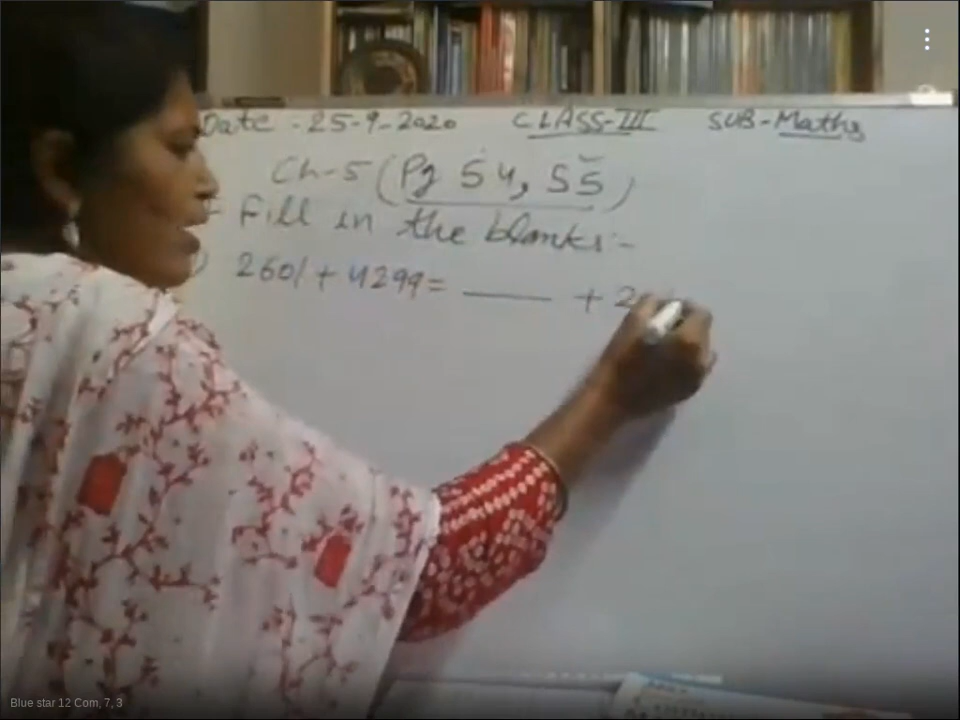 Date - 25-9-2020 CLASS-III SUB-Maths
Ch-5 (Pg 54, 55)
Fill in the blanks:-
2601 + 4299 = ____ + 2
Blue star 12 Com, 7, 3